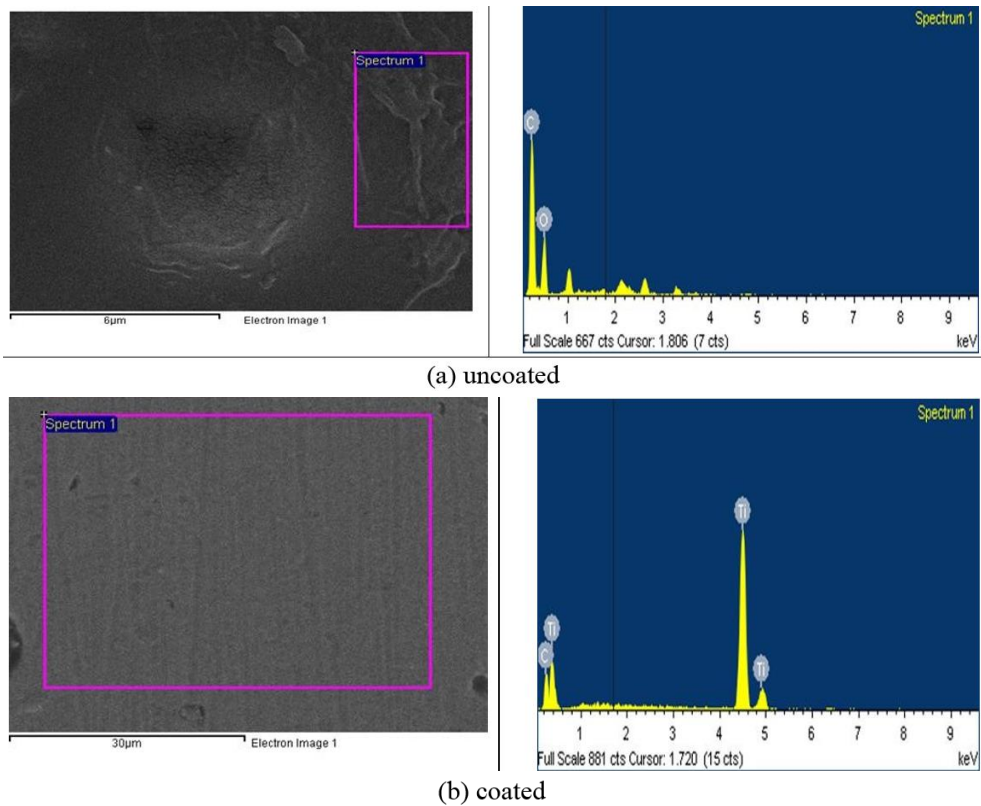 Spectrum 1
6µm Electron Image 1
Spectrum 1
C
O
1 2 3 4 5 6 7 8 9
Full Scale 667 cts Cursor: 1.806 (7 cts) keV
(a) uncoated
Spectrum 1
30µm Electron Image 1
Spectrum 1
Ti
Ti
C
Ti
1 2 3 4 5 6 7 8 9
Full Scale 881 cts Cursor: 1.720 (15 cts) keV
(b) coated